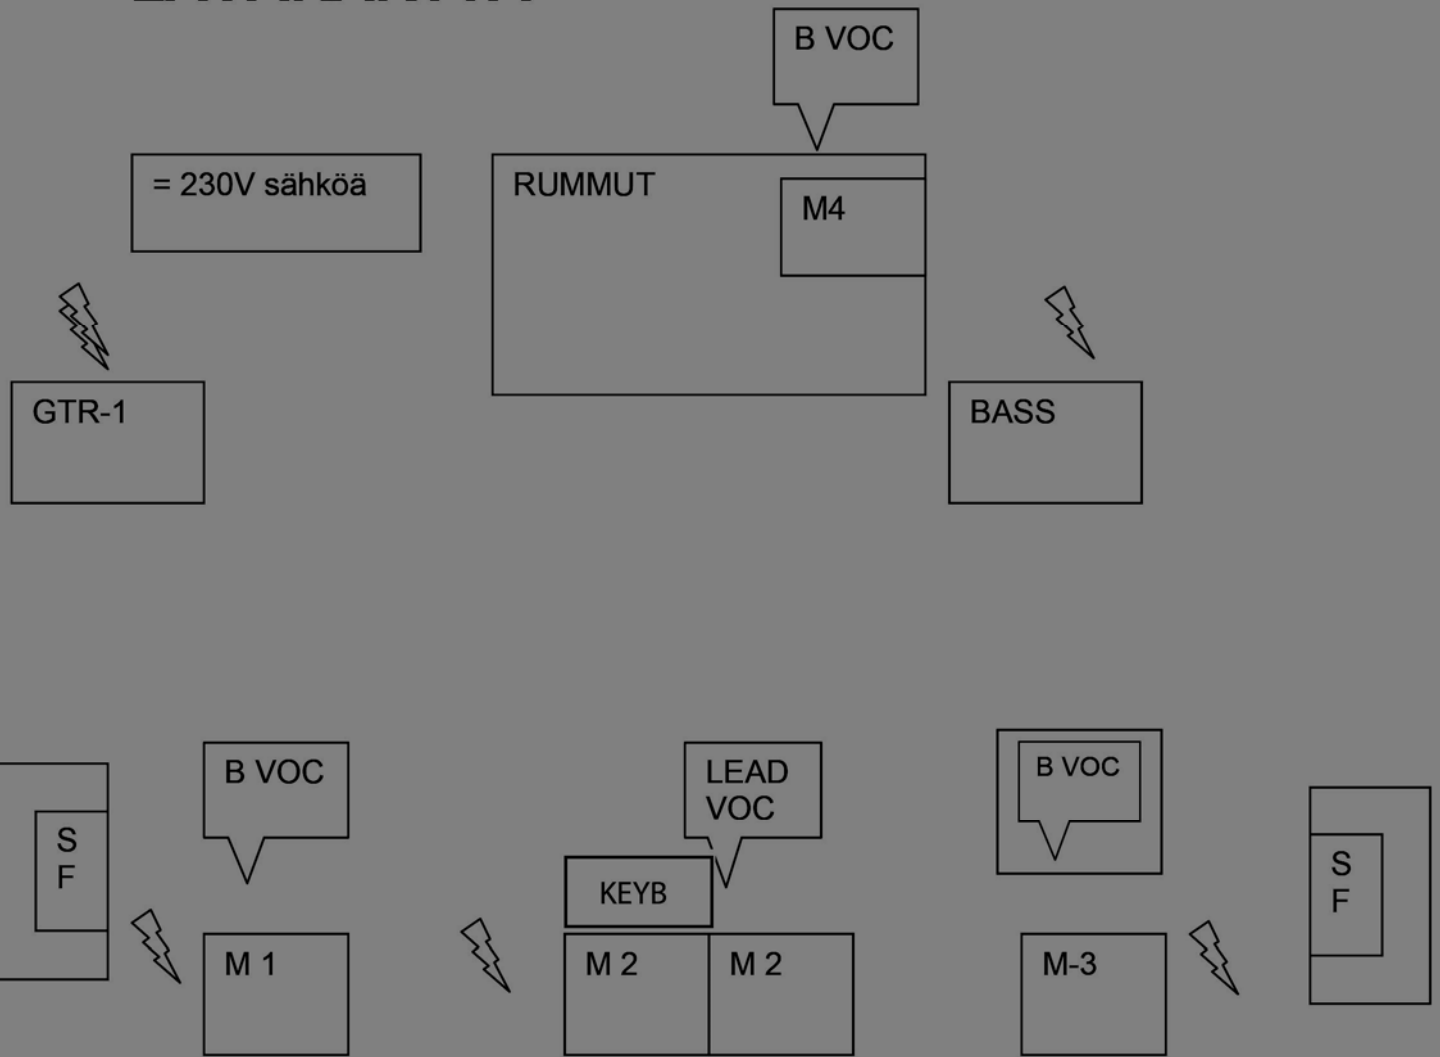 B VOC
= 230V sähköä
RUMMUT
M4
GTR-1
BASS
B VOC
LEAD
VOC
B VOC
S
F
KEYB
S
F
M 1
M 2
M 2
M-3